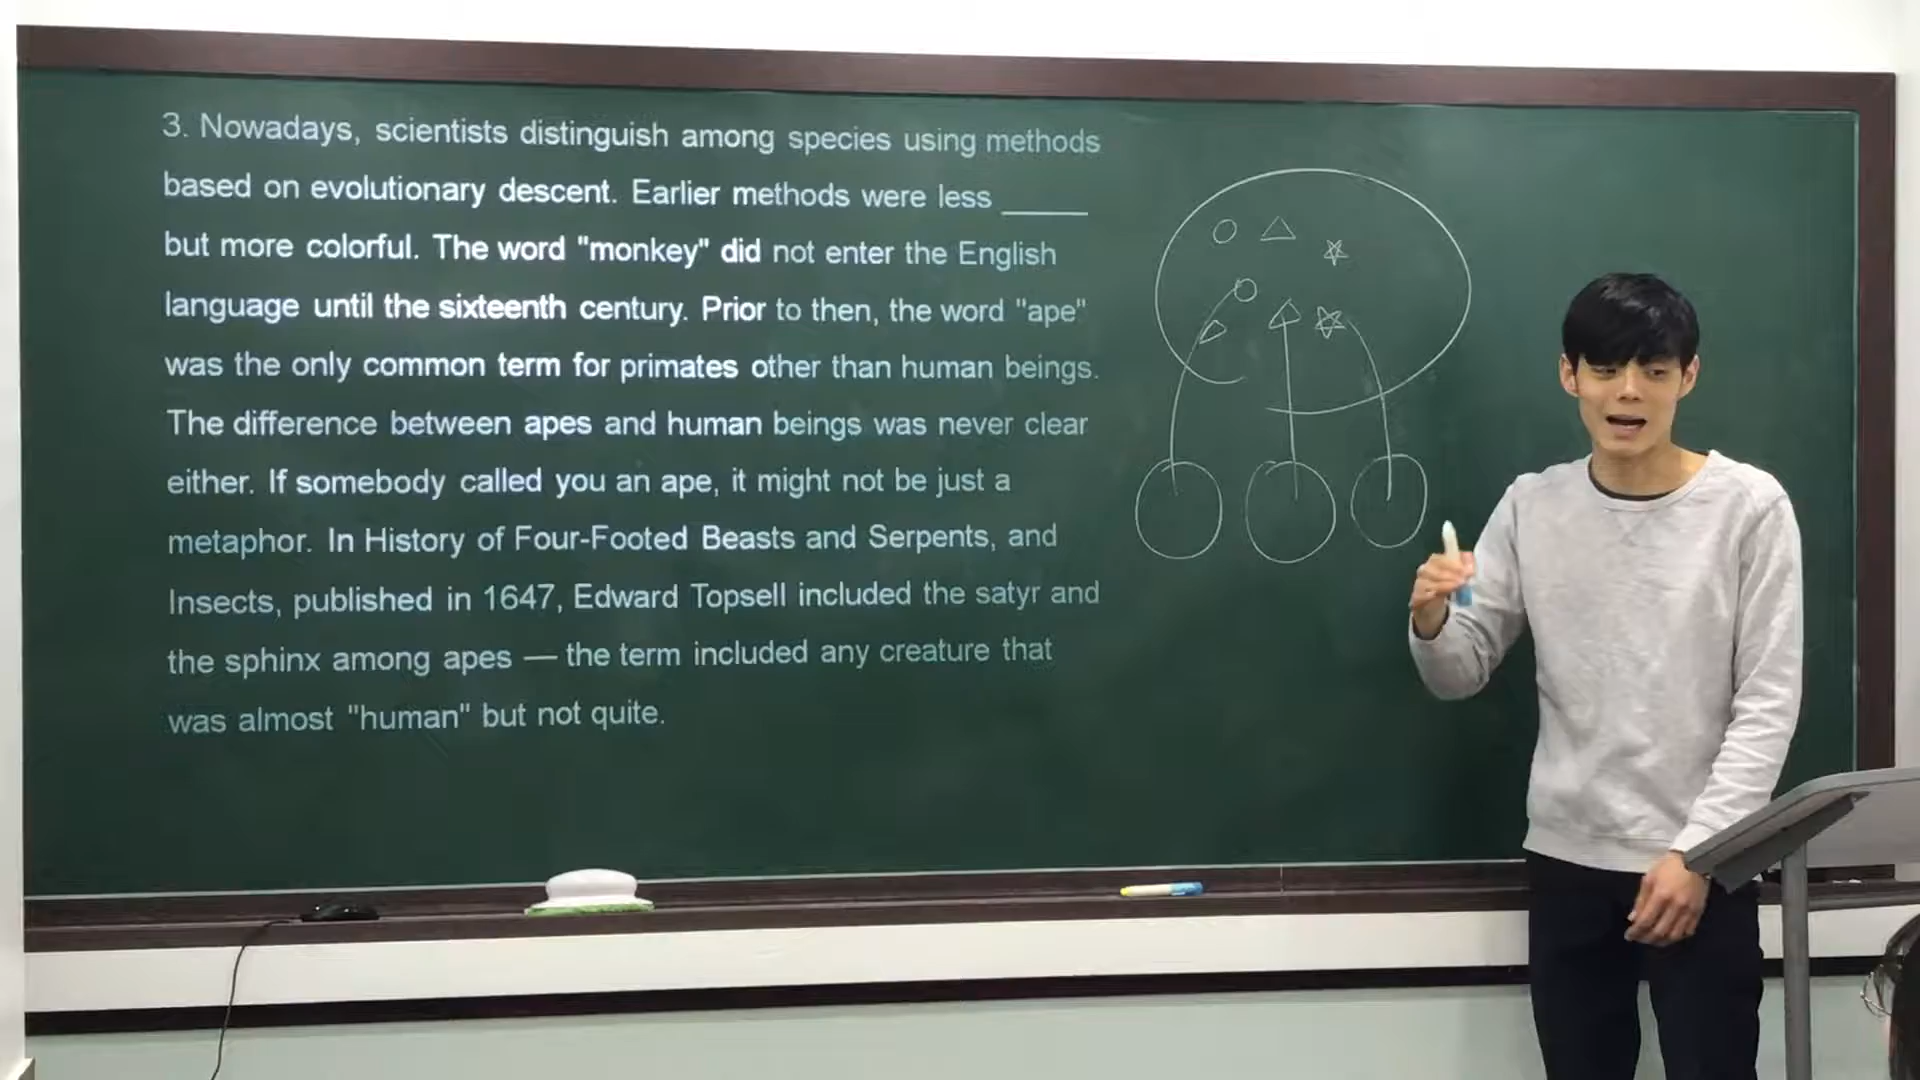 3. Nowadays, scientists distinguish among species using methods
based on evolutionary descent. Earlier methods were less _____
but more colorful. The word "monkey" did not enter the English
language until the sixteenth century. Prior to then, the word "ape"
was the only common term for primates other than human beings.
The difference between apes and human beings was never clear
either. If somebody called you an ape, it might not be just a
metaphor. In History of Four-Footed Beasts and Serpents, and
Insects, published in 1647, Edward Topsell included the satyr and
the sphinx among apes — the term included any creature that
was almost "human" but not quite.